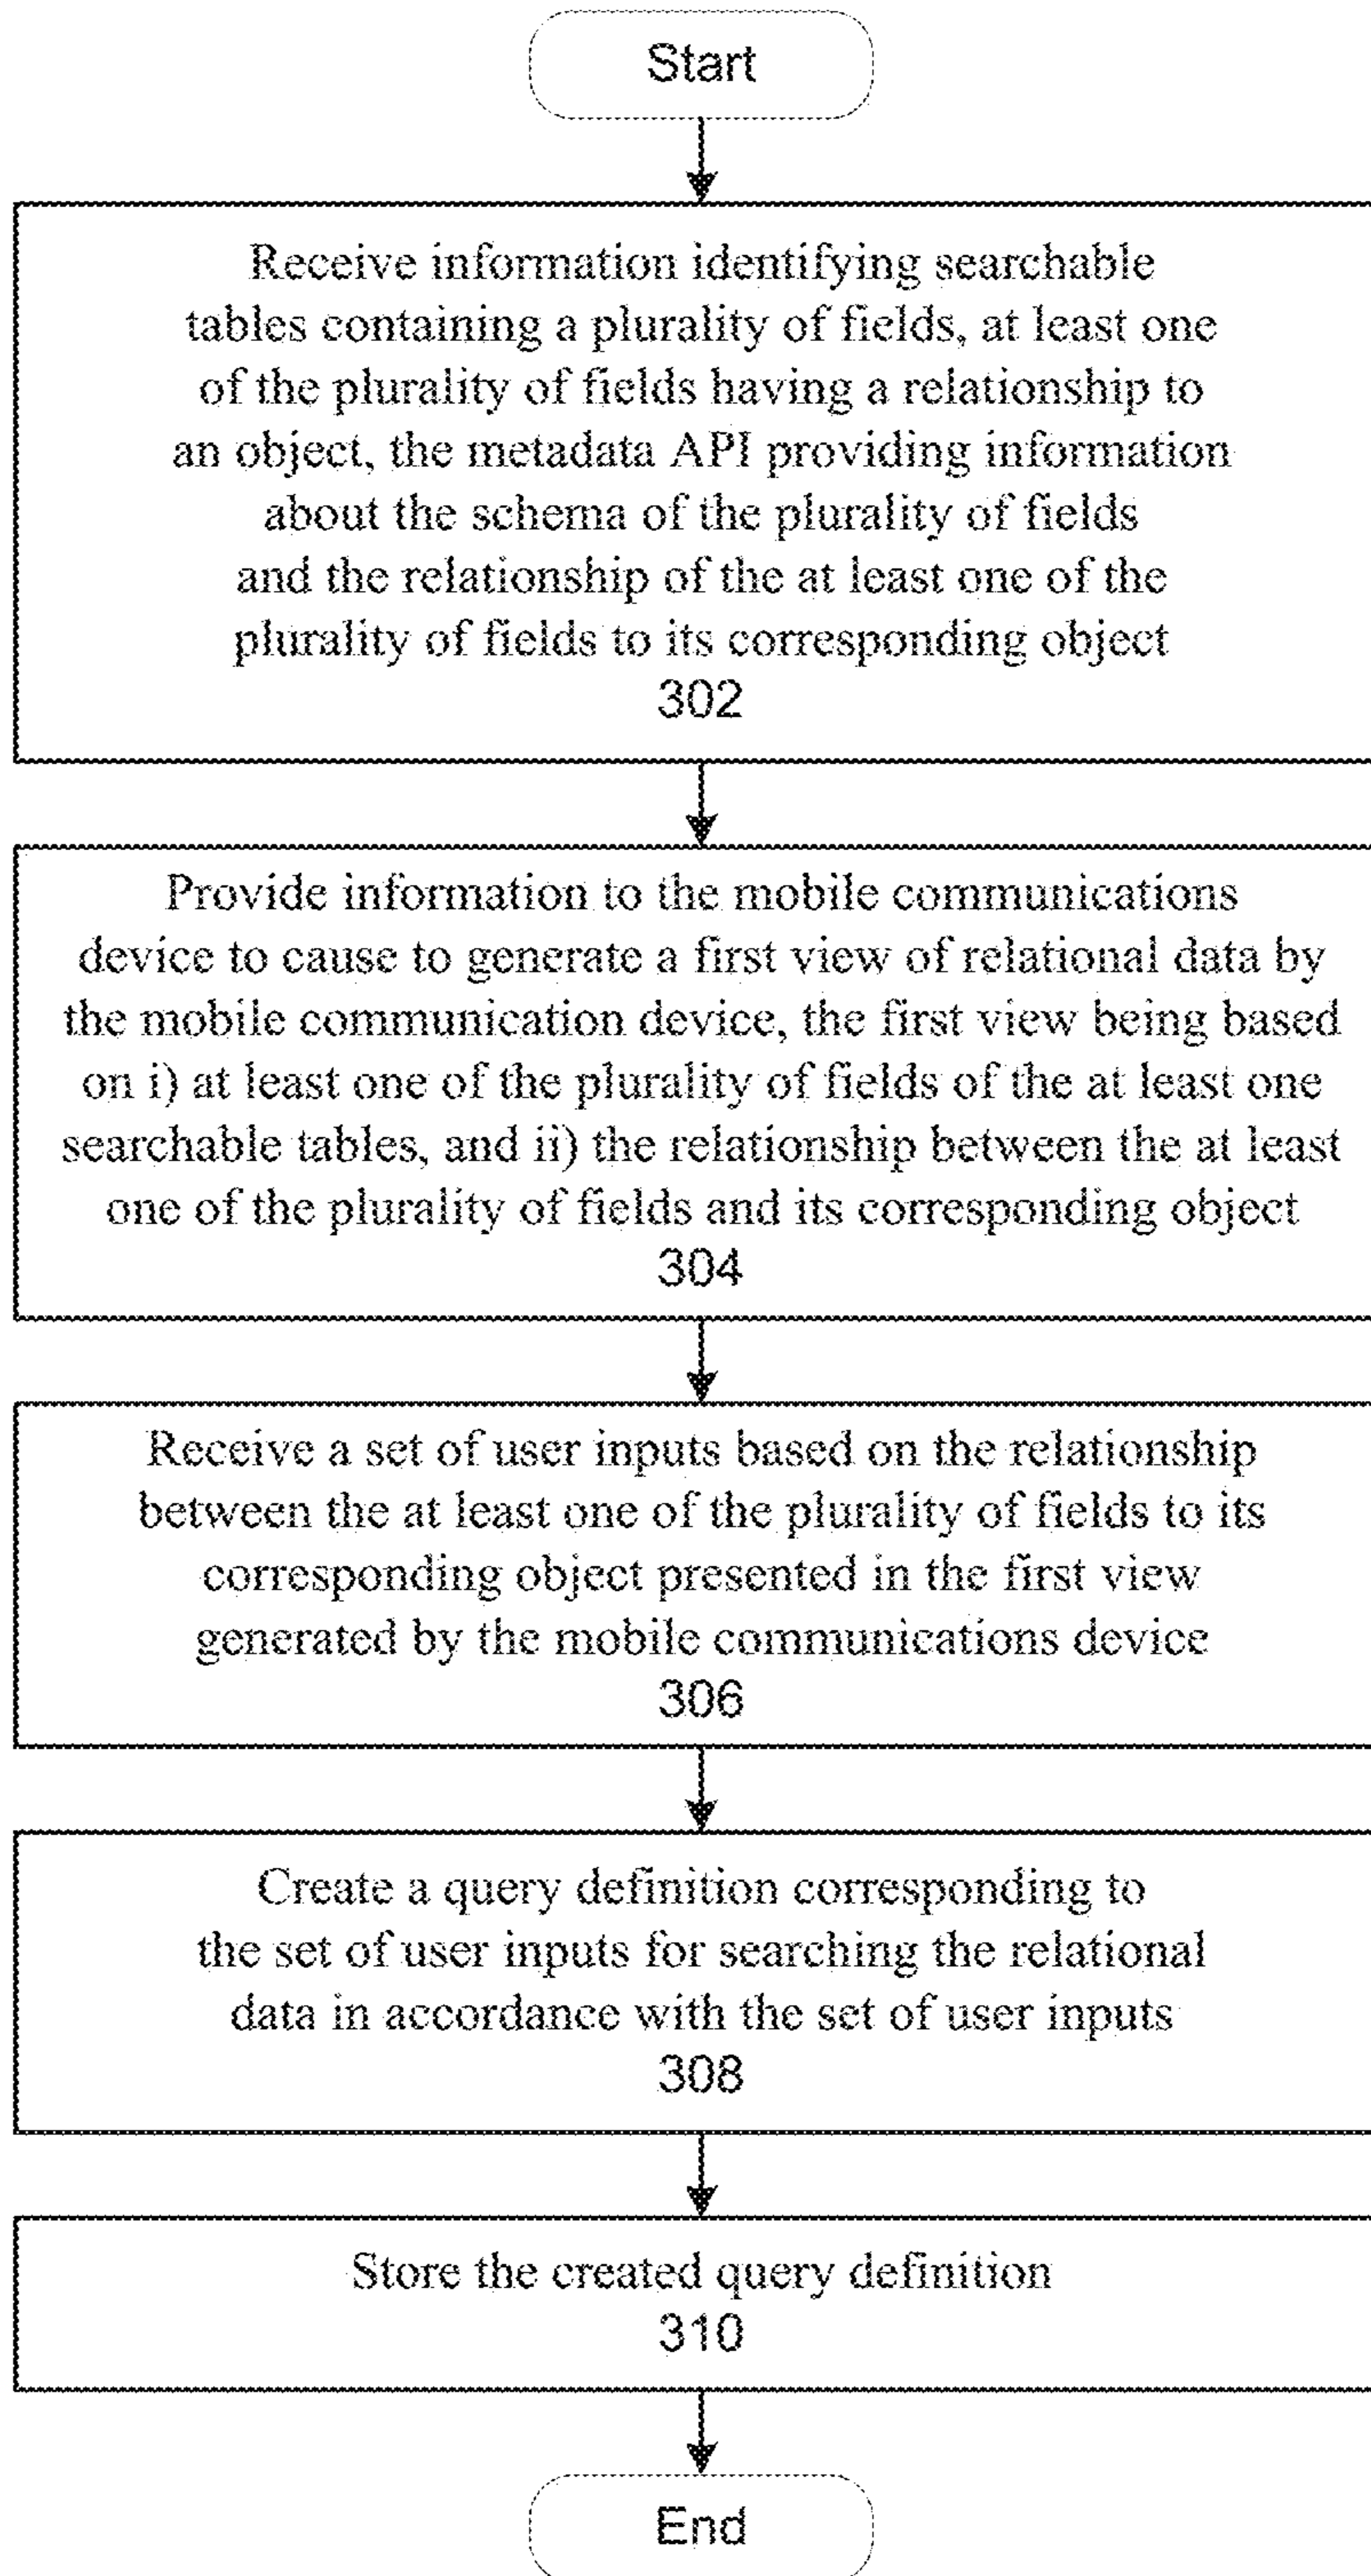 Start
Receive information identifying searchable
tables containing a plurality of fields, at least one
of the plurality of fields having a relationship to
an object, the metadata API providing information
about the schema of the plurality of fields
and the relationship of the at least one of the
plurality of fields to its corresponding object
302
Provide information to the mobile communications
device to cause to generate a first view of relational data by
the mobile communication device, the first view being based
on i) at least one of the plurality of fields of the at least one
searchable tables, and ii) the relationship between the at least
one of the plurality of fields and its corresponding object
304
Receive a set of user inputs based on the relationship
between the at least one of the plurality of fields to its
corresponding object presented in the first view
generated by the mobile communications device
306
Create a query definition corresponding to
the set of user inputs for searching the relational
data in accordance with the set of user inputs
308
Store the created query definition
310
End